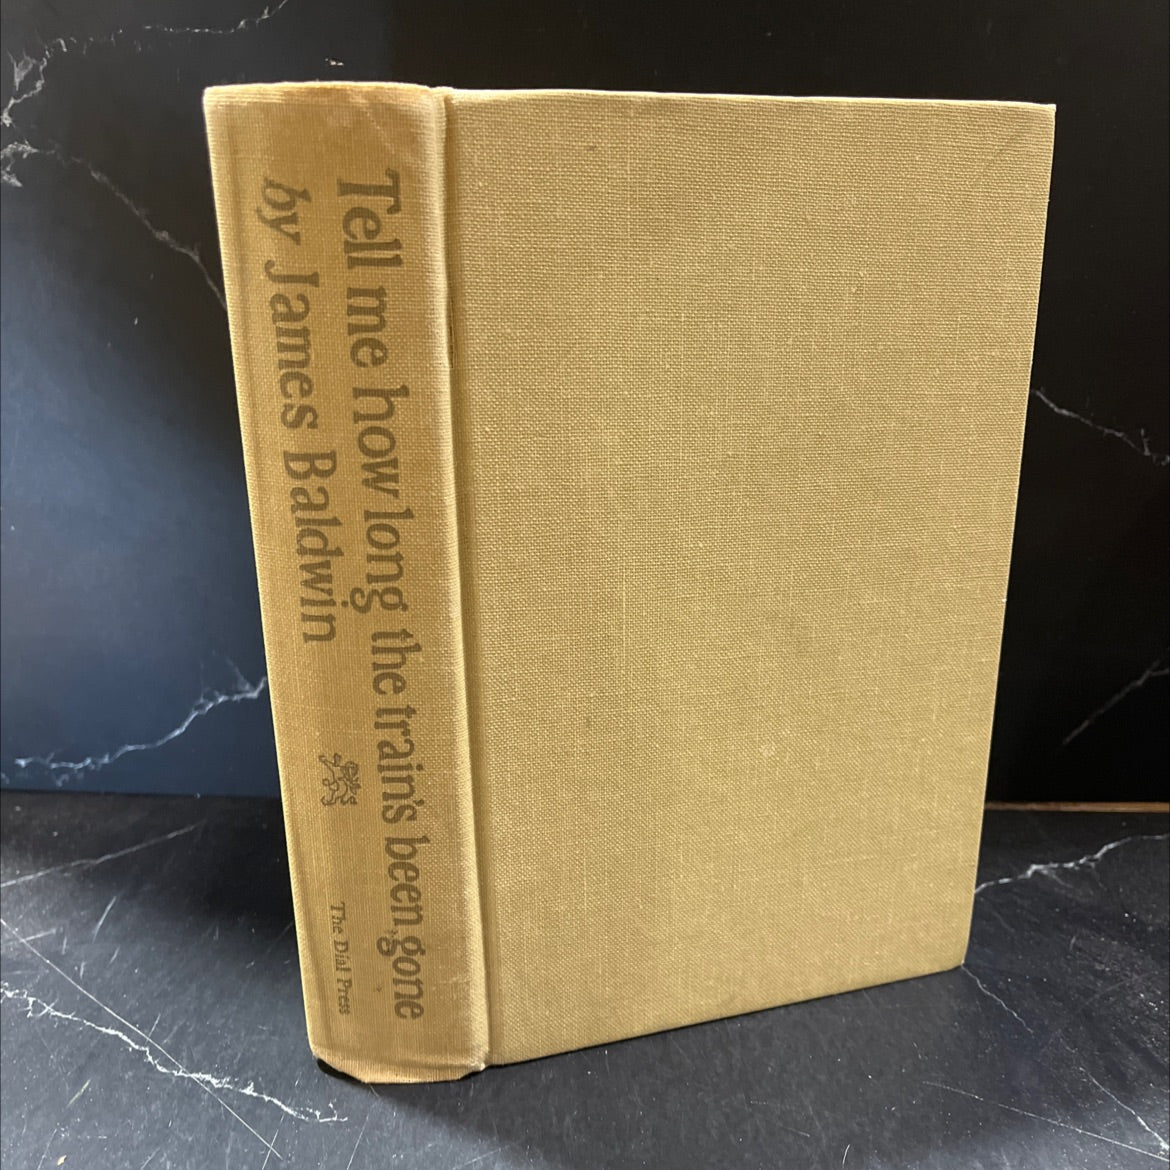 Tell me how long the train's been gone
by James Baldwin
The Dial Press